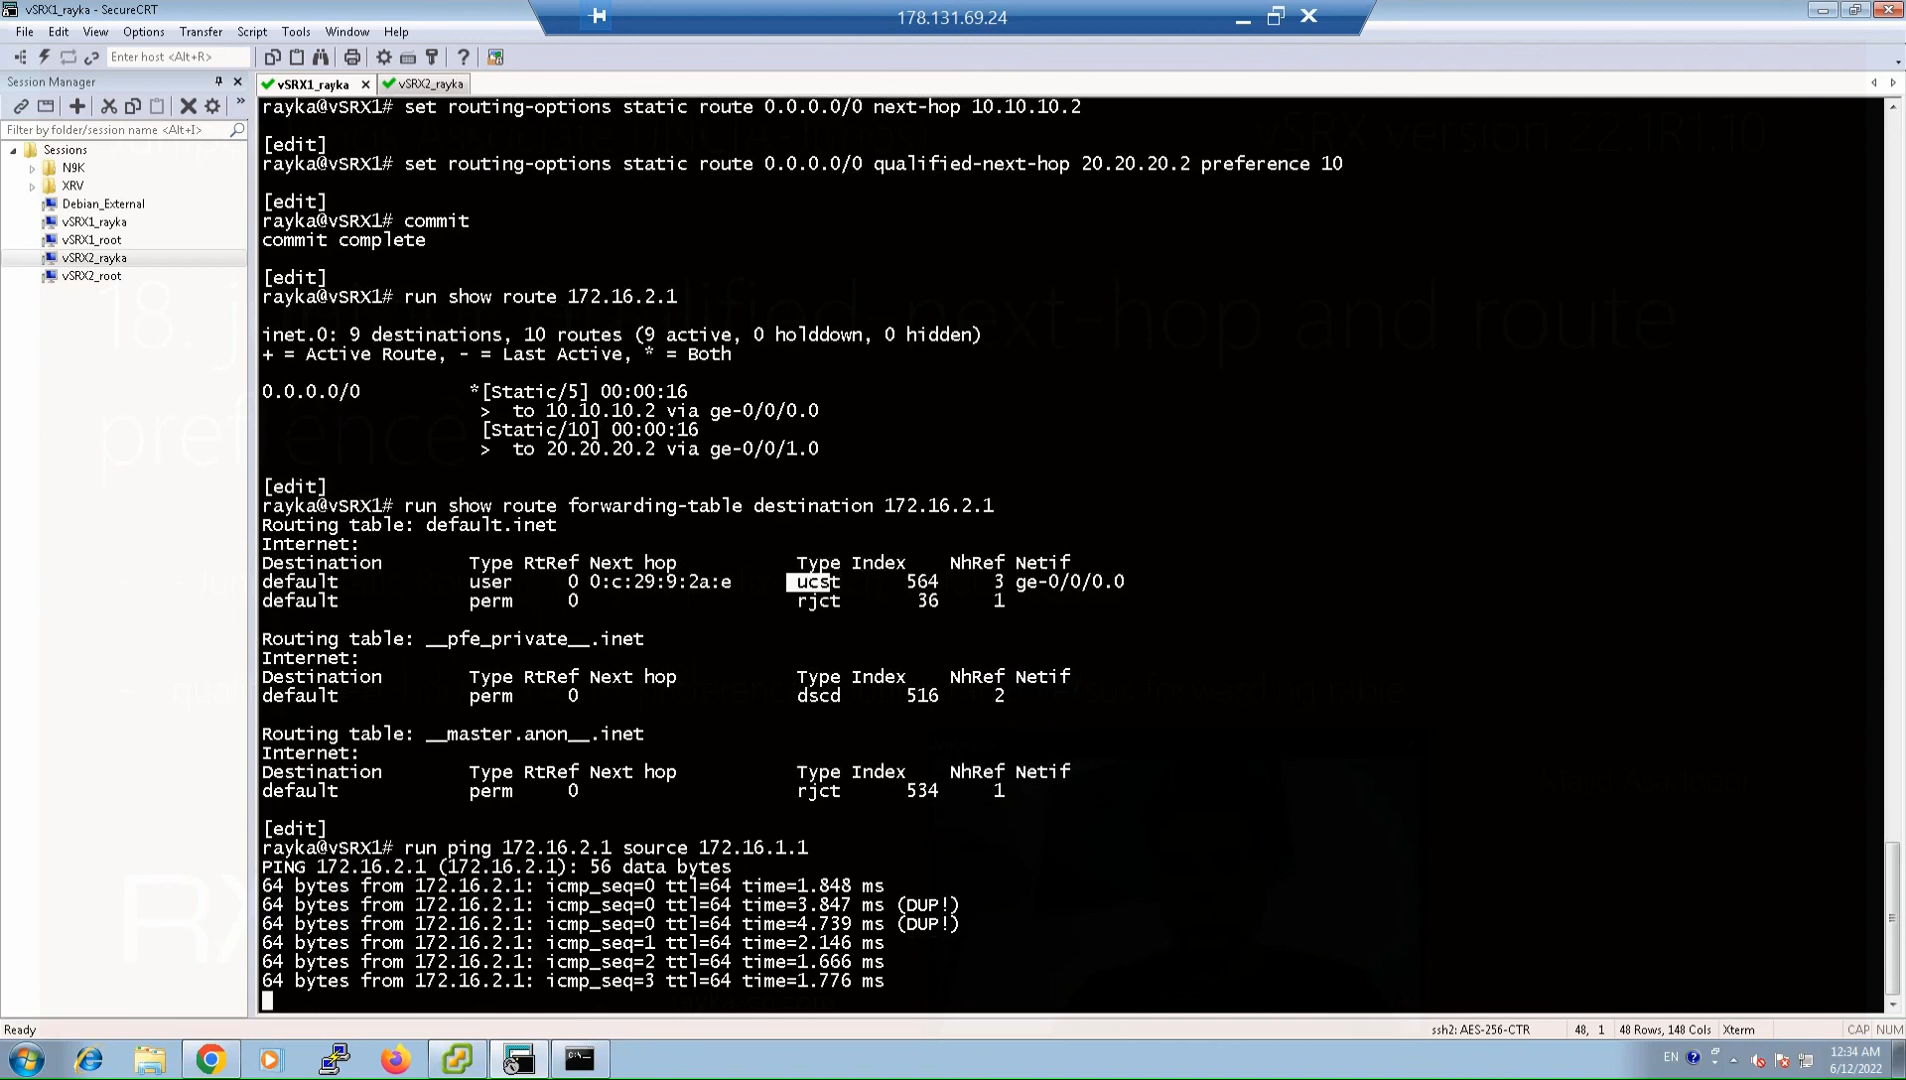 vSRX1_rayka - SecureCRT
178.131.69.24
File Edit View Options Transfer Script Tools Window Help
Enter host <Alt+R>
Session Manager
vSRX1_rayka vSRX2_rayka
Filter by folder/session name <Alt+I>
Sessions
N9K
XRV
Debian_External
vSRX1_rayka
vSRX1_root
vSRX2_rayka
vSRX2_root
rayka@vSRX1# set routing-options static route 0.0.0.0/0 next-hop 10.10.10.2
vSRX version 22.1R1.10
[edit]
rayka@vSRX1# set routing-options static route 0.0.0.0/0 qualified-next-hop 20.20.20.2 preference 10
[edit]
rayka@vSRX1# commit
commit complete
[edit]
rayka@vSRX1# run show route 172.16.2.1
inet.0: 9 destinations, 10 routes (9 active, 0 holddown, 0 hidden)
+ = Active Route, - = Last Active, * = Both
0.0.0.0/0 *[Static/5] 00:00:16
> to 10.10.10.2 via ge-0/0/0.0
[Static/10] 00:00:16
> to 20.20.20.2 via ge-0/0/1.0
[edit]
rayka@vSRX1# run show route forwarding-table destination 172.16.2.1
Routing table: default.inet
Internet:
Destination Type RtRef Next hop Type Index NhRef Netif
default user 0 0:c:29:9:2a:e ucst 564 3 ge-0/0/0.0
default perm 0 rjct 36 1
Routing table: __pfe_private__.inet
Internet:
Destination Type RtRef Next hop Type Index NhRef Netif
default perm 0 dscd 516 2
Routing table: __master.anon__.inet
Internet:
Destination Type RtRef Next hop Type Index NhRef Netif
default perm 0 rjct 534 1
[edit]
rayka@vSRX1# run ping 172.16.2.1 source 172.16.1.1
PING 172.16.2.1 (172.16.2.1): 56 data bytes
64 bytes from 172.16.2.1: icmp_seq=0 ttl=64 time=1.848 ms
64 bytes from 172.16.2.1: icmp_seq=0 ttl=64 time=3.847 ms (DUP!)
64 bytes from 172.16.2.1: icmp_seq=0 ttl=64 time=4.739 ms (DUP!)
64 bytes from 172.16.2.1: icmp_seq=1 ttl=64 time=2.146 ms
64 bytes from 172.16.2.1: icmp_seq=2 ttl=64 time=1.666 ms
64 bytes from 172.16.2.1: icmp_seq=3 ttl=64 time=1.776 ms
Ready ssh2: AES-256-CTR 48, 1 48 Rows, 148 Cols Xterm CAP NUM
EN 12:34 AM
6/12/2022